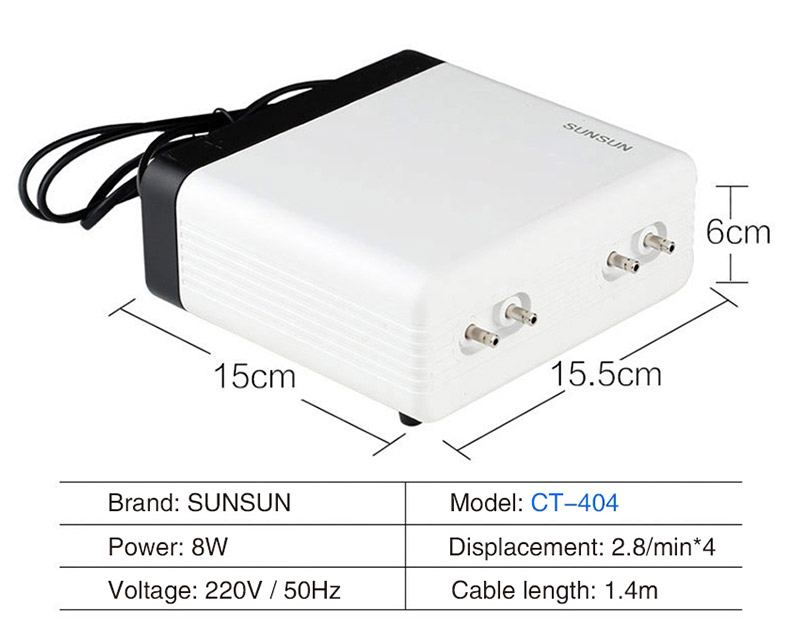 SUNSUN
6cm
15cm
15.5cm
Brand: SUNSUN
Model: CT-404
Power: 8W
Displacement: 2.8/min*4
Voltage: 220V / 50Hz
Cable length: 1.4m